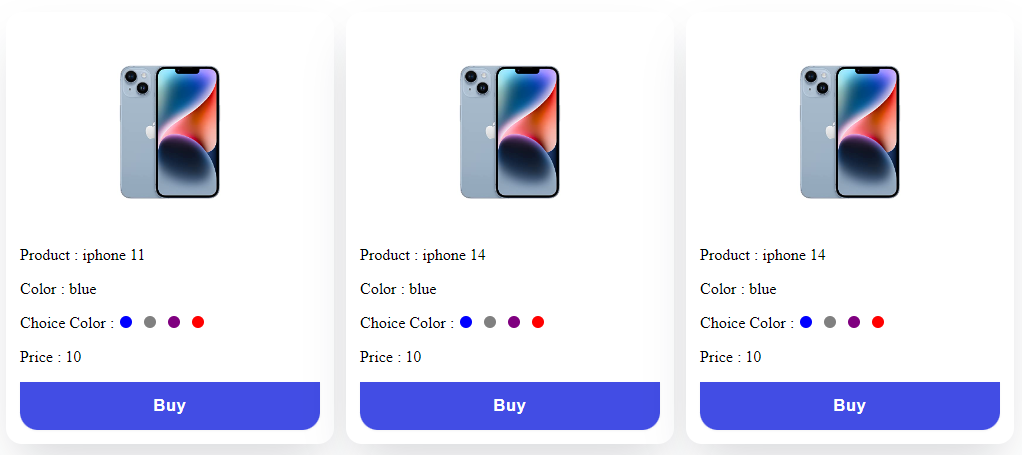 Product : iphone 11
Color : blue
Choice Color :
Price : 10
Buy
Product : iphone 14
Color : blue
Choice Color :
Price : 10
Buy
Product : iphone 14
Color : blue
Choice Color :
Price : 10
Buy